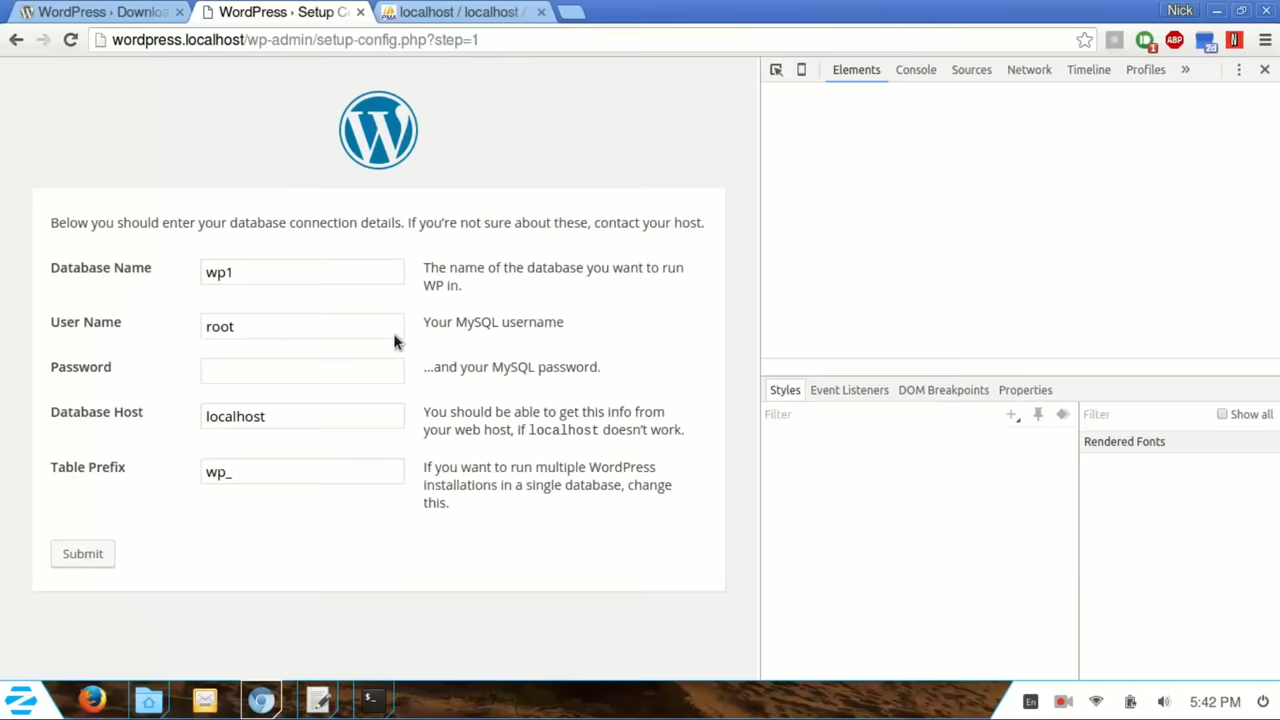 WordPress › Downloa
WordPress › Setup C
localhost / localhost /
Nick
wordpress.localhost/wp-admin/setup-config.php?step=1
1
ABP
2d
N
Elements
Console
Sources
Network
Timeline
Profiles
»
W
Below you should enter your database connection details. If you're not sure about these, contact your host.
Database Name
wp1
The name of the database you want to run
WP in.
User Name
root
Your MySQL username
Password
…and your MySQL password.
Database Host
localhost
You should be able to get this info from
your web host, if localhost doesn't work.
Table Prefix
wp_
If you want to run multiple WordPress
installations in a single database, change
this.
Submit
Styles
Event Listeners
DOM Breakpoints
Properties
Filter
Filter
Show all
Rendered Fonts
En
5:42 PM